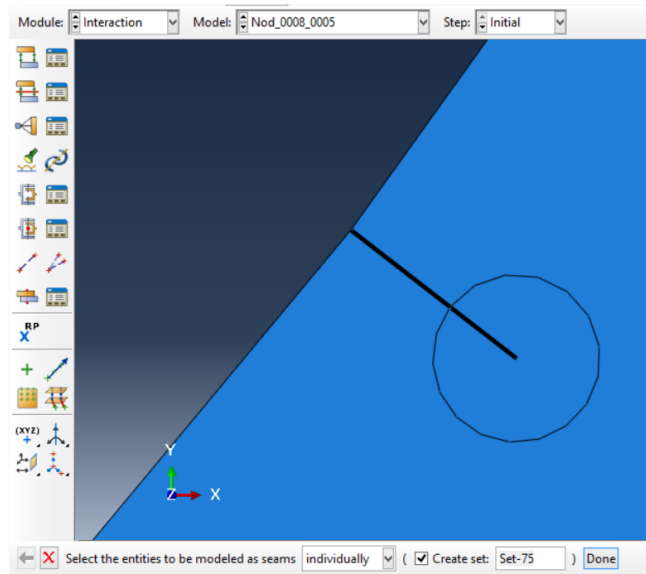 Module: Interaction Model: Nod_0008_0005 Step: Initial
RP
X
(XYZ)
Y
Z X
Select the entities to be modeled as seams individually ( Create set: Set-75 ) Done